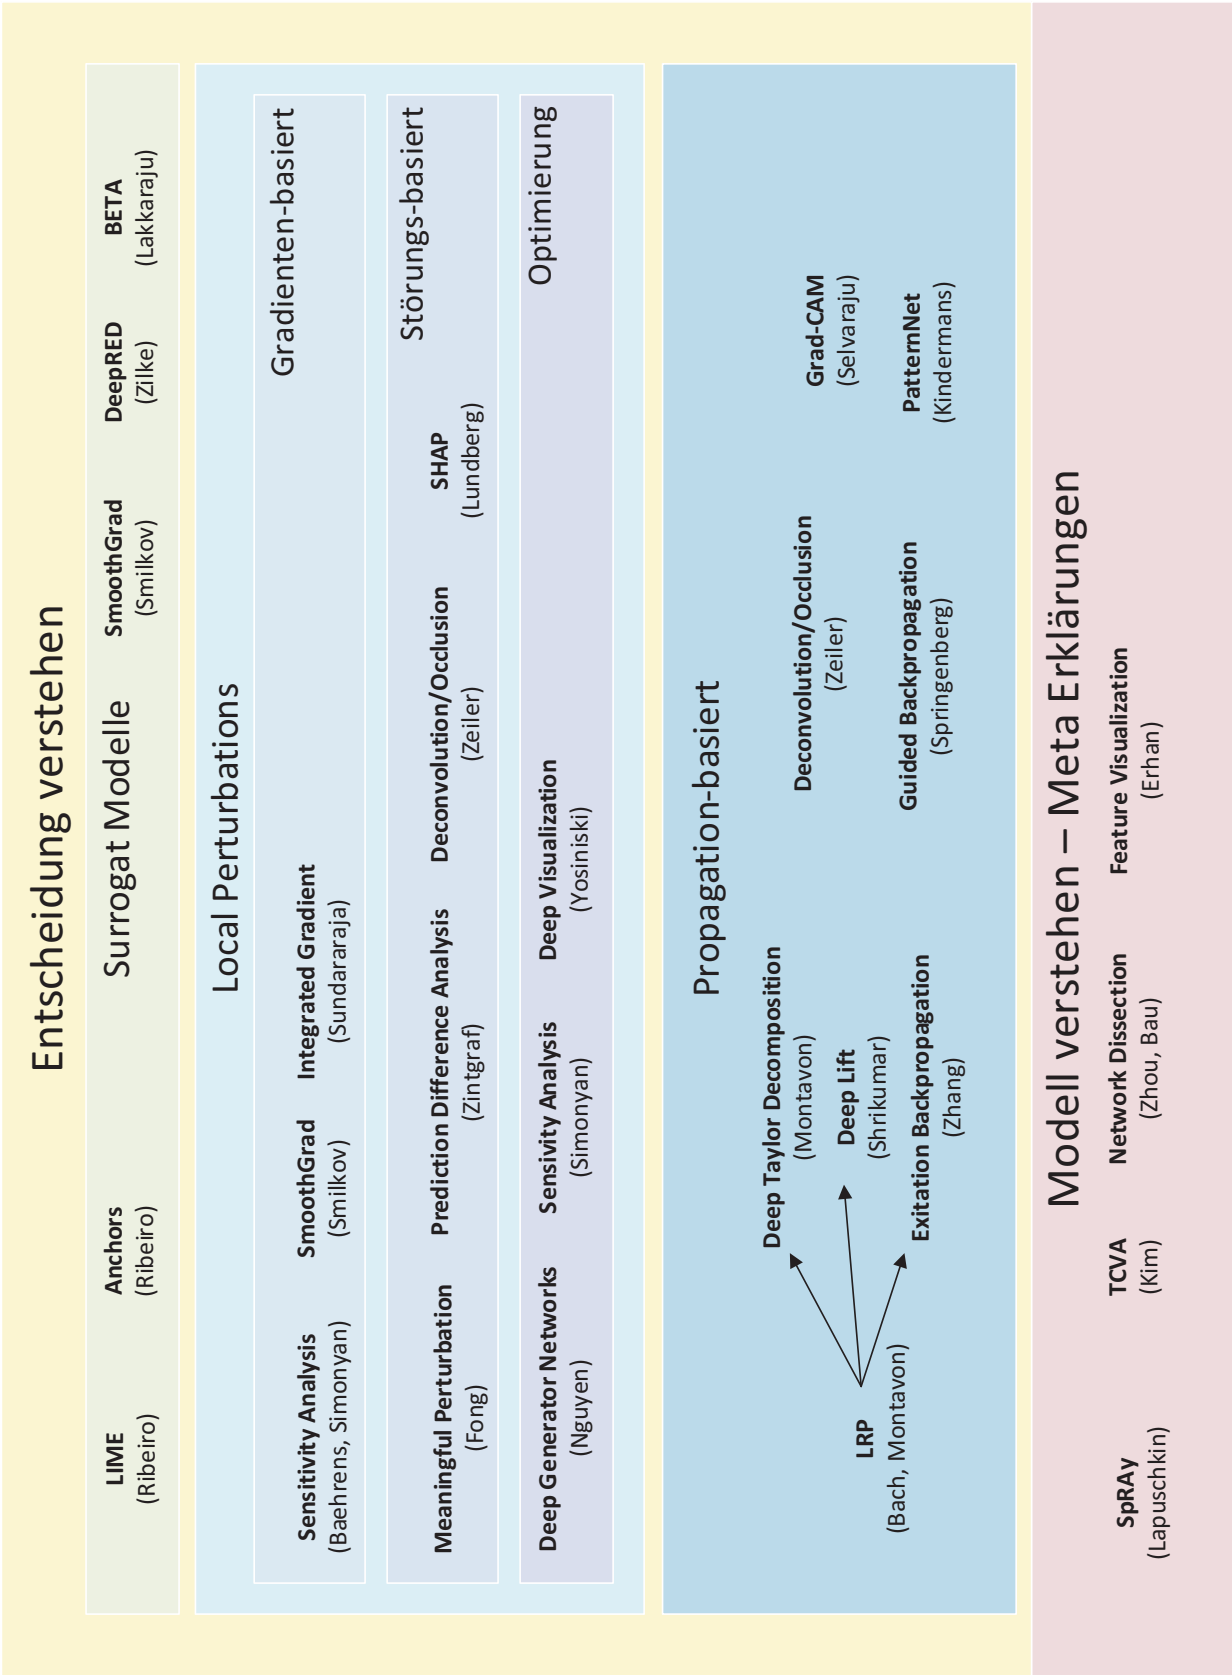 Entscheidung verstehen
Surrogat Modelle
LIME
(Ribeiro)
Anchors
(Ribeiro)
SmoothGrad
(Smilkov)
DeepRED
(Zilke)
BETA
(Lakkaraju)
Local Perturbations
Gradienten-basiert
Sensitivity Analysis
(Baehrens, Simonyan)
SmoothGrad
(Smilkov)
Integrated Gradient
(Sundararaja)
Störungs-basiert
Meaningful Perturbation
(Fong)
Prediction Difference Analysis
(Zintgraf)
Deconvolution/Occlusion
(Zeiler)
SHAP
(Lundberg)
Optimierung
Deep Generator Networks
(Nguyen)
Sensivity Analysis
(Simonyan)
Deep Visualization
(Yosiniski)
Propagation-basiert
LRP
(Bach, Montavon)
Deep Taylor Decomposition
(Montavon)
Deep Lift
(Shrikumar)
Exitation Backpropagation
(Zhang)
Deconvolution/Occlusion
(Zeiler)
Guided Backpropagation
(Springenberg)
Grad-CAM
(Selvaraju)
PatternNet
(Kindermans)
Modell verstehen – Meta Erklärungen
SpRAy
(Lapuschkin)
TCVA
(Kim)
Network Dissection
(Zhou, Bau)
Feature Visualization
(Erhan)